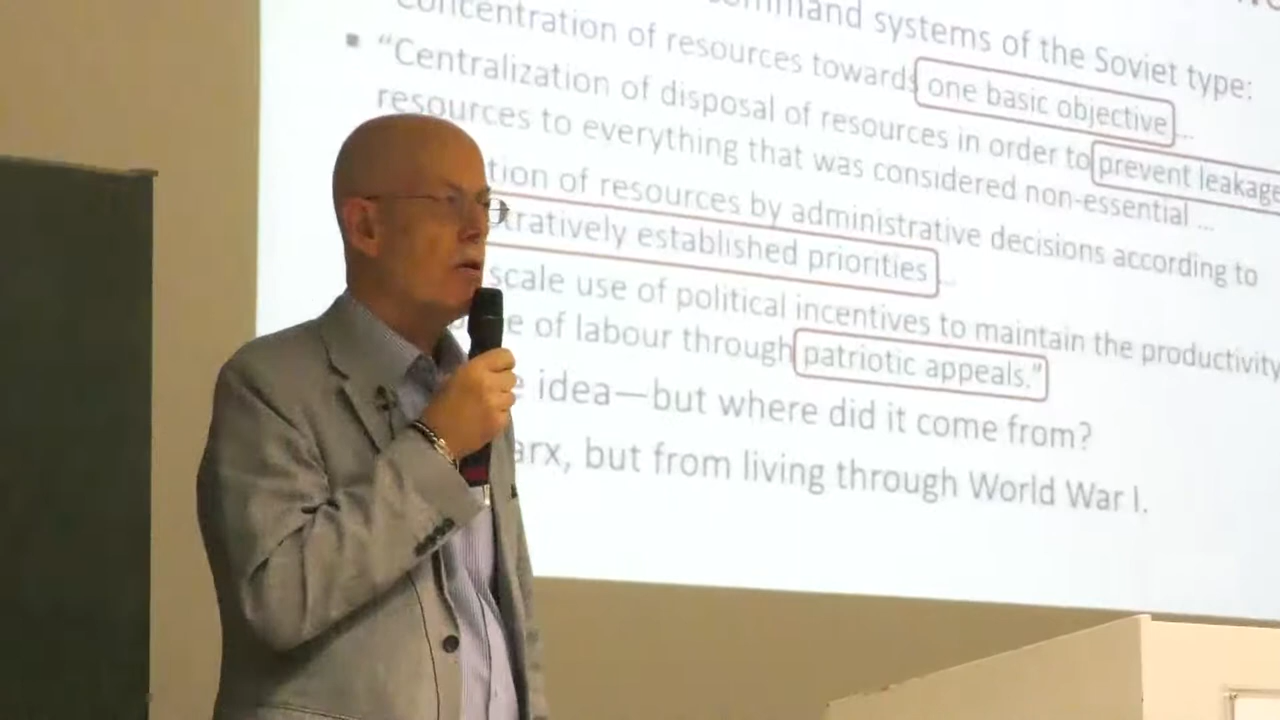 systems of the Soviet type:
concentration of resources towards one basic objective ...
▪ “Centralization of disposal of resources in order to prevent leakage
resources to everything that was considered non-essential ...
tion of resources by administrative decisions according to
tratively established priorities ...
scale use of political incentives to maintain the productivity
e of labour through patriotic appeals.”
idea—but where did it come from?
arx, but from living through World War I.